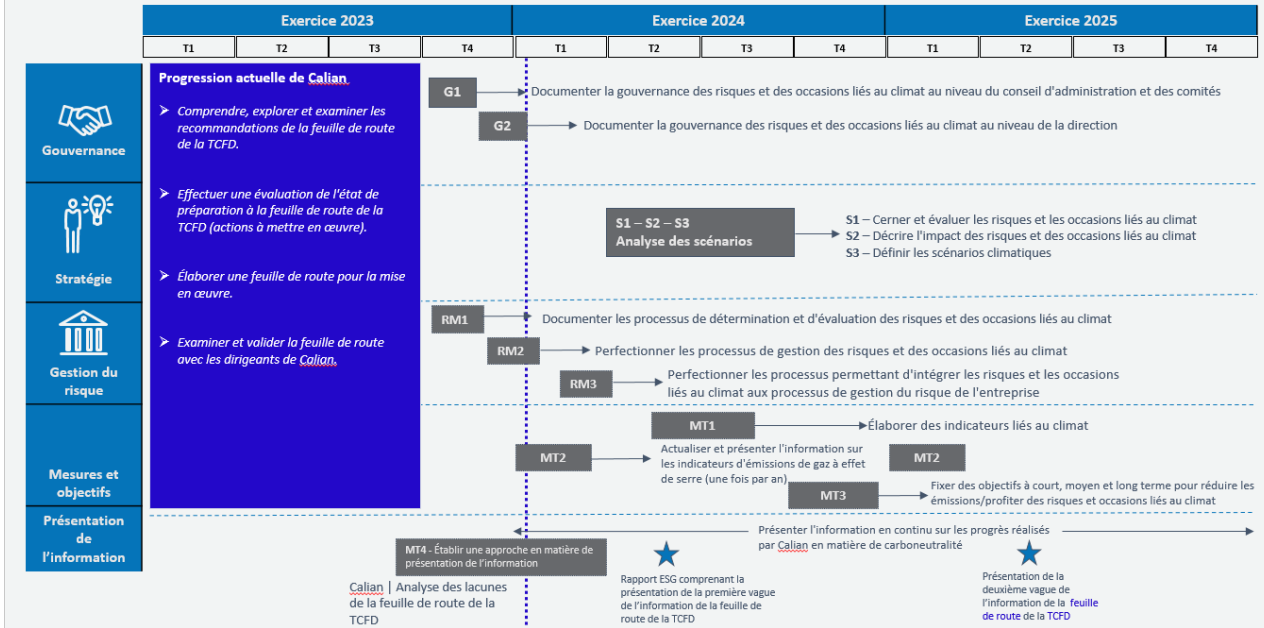 Exercice 2023
Exercice 2024
Exercice 2025
T1
T2
T3
T4
T1
T2
T3
T4
T1
T2
T3
T4
Gouvernance
Progression actuelle de Calian
➢ Comprendre, explorer et examiner les
recommandations de la feuille de route
de la TCFD.
➢ Effectuer une évaluation de l'état de
préparation à la feuille de route de la
TCFD (actions à mettre en œuvre).
➢ Élaborer une feuille de route pour la mise
en œuvre.
➢ Examiner et valider la feuille de route
avec les dirigeants de Calian.
G1
Documenter la gouvernance des risques et des occasions liés au climat au niveau du conseil d'administration et des comités
G2
Documenter la gouvernance des risques et des occasions liés au climat au niveau de la direction
Stratégie
S1 – S2 – S3
Analyse des scénarios
S1 – Cerner et évaluer les risques et les occasions liés au climat
S2 – Décrire l'impact des risques et des occasions liés au climat
S3 – Définir les scénarios climatiques
Gestion du
risque
RM1
Documenter les processus de détermination et d'évaluation des risques et des occasions liés au climat
RM2
Perfectionner les processus de gestion des risques et des occasions liés au climat
RM3
Perfectionner les processus permettant d'intégrer les risques et les occasions
liés au climat aux processus de gestion du risque de l'entreprise
Mesures et
objectifs
MT1
Élaborer des indicateurs liés au climat
MT2
Actualiser et présenter l'information sur
les indicateurs d'émissions de gaz à effet
de serre (une fois par an)
MT2
MT3
Fixer des objectifs à court, moyen et long terme pour réduire les
émissions/profiter des risques et occasions liés au climat
Présentation
de
l'information
Présenter l'information en continu sur les progrès réalisés
par Calian en matière de carboneutralité
MT4 - Établir une approche en matière de
présentation de l'information
Calian | Analyse des lacunes
de la feuille de route de la
TCFD
Rapport ESG comprenant la
présentation de la première vague
de l'information de la feuille de
route de la TCFD
Présentation de la
deuxième vague de
l'information de la feuille
de route de la TCFD